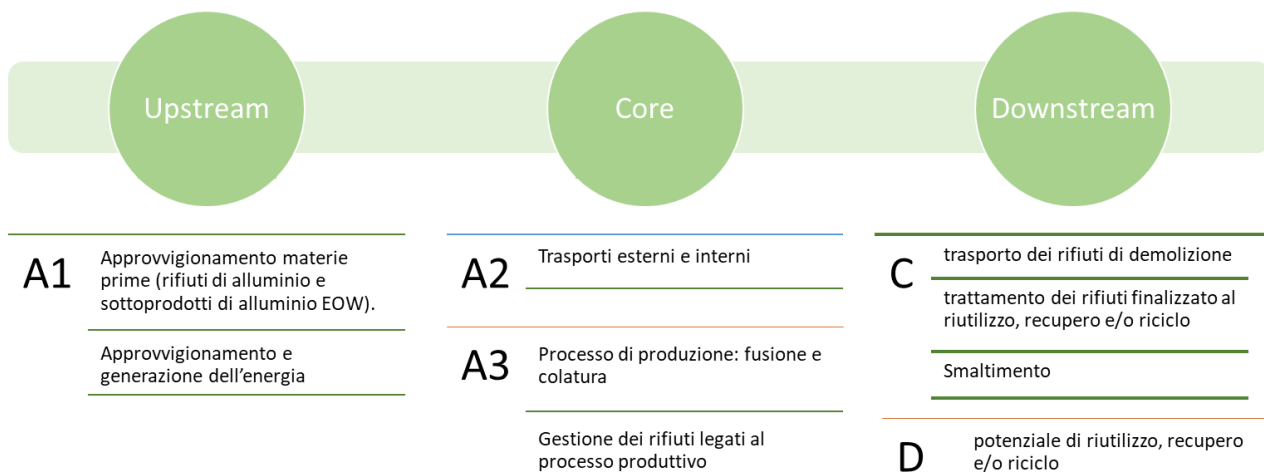 Upstream
Core
Downstream
A1
Approvvigionamento materie
prime (rifiuti di alluminio e
sottoprodotti di alluminio EOW).
Approvvigionamento e
generazione dell’energia
A2
Trasporti esterni e interni
A3
Processo di produzione: fusione e
colatura
Gestione dei rifiuti legati al
processo produttivo
C
trasporto dei rifiuti di demolizione
trattamento dei rifiuti finalizzato al
riutilizzo, recupero e/o riciclo
Smaltimento
D
potenziale di riutilizzo, recupero
e/o riciclo